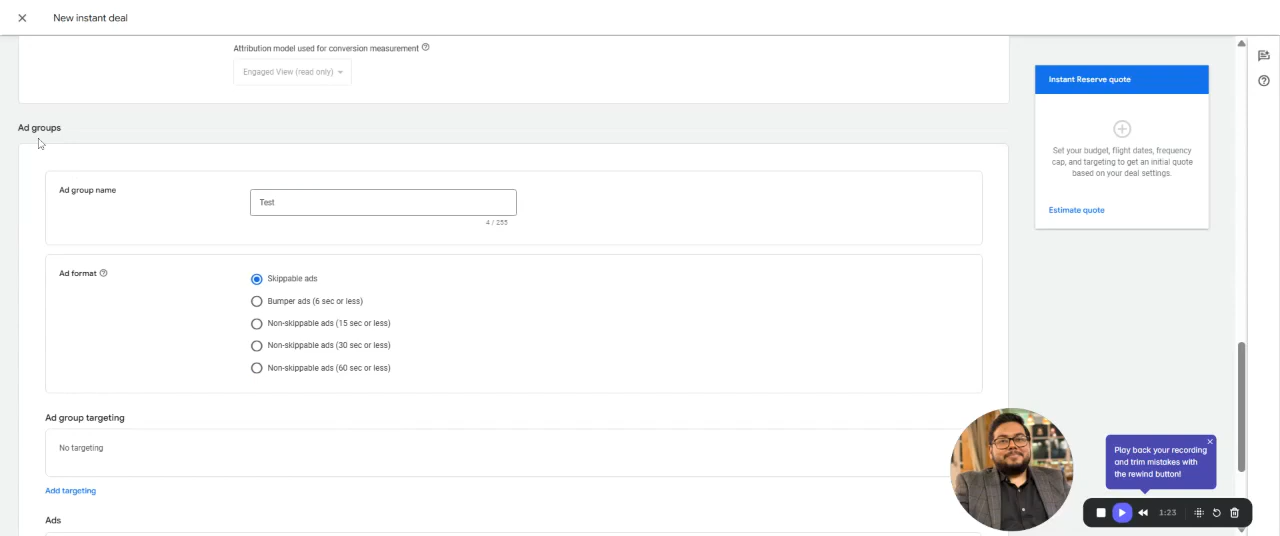 New instant deal
Attribution model used for conversion measurement
Engaged View (read only)
Ad groups
Ad group name
Test
4 / 255
Ad format
Skippable ads
Bumper ads (6 sec or less)
Non-skippable ads (15 sec or less)
Non-skippable ads (30 sec or less)
Non-skippable ads (60 sec or less)
Ad group targeting
No targeting
Add targeting
Ads
Instant Reserve quote
Set your budget, flight dates, frequency
cap, and targeting to get an initial quote
based on your deal settings.
Estimate quote
Play back your recording
and trim mistakes with
the rewind button!
1:23